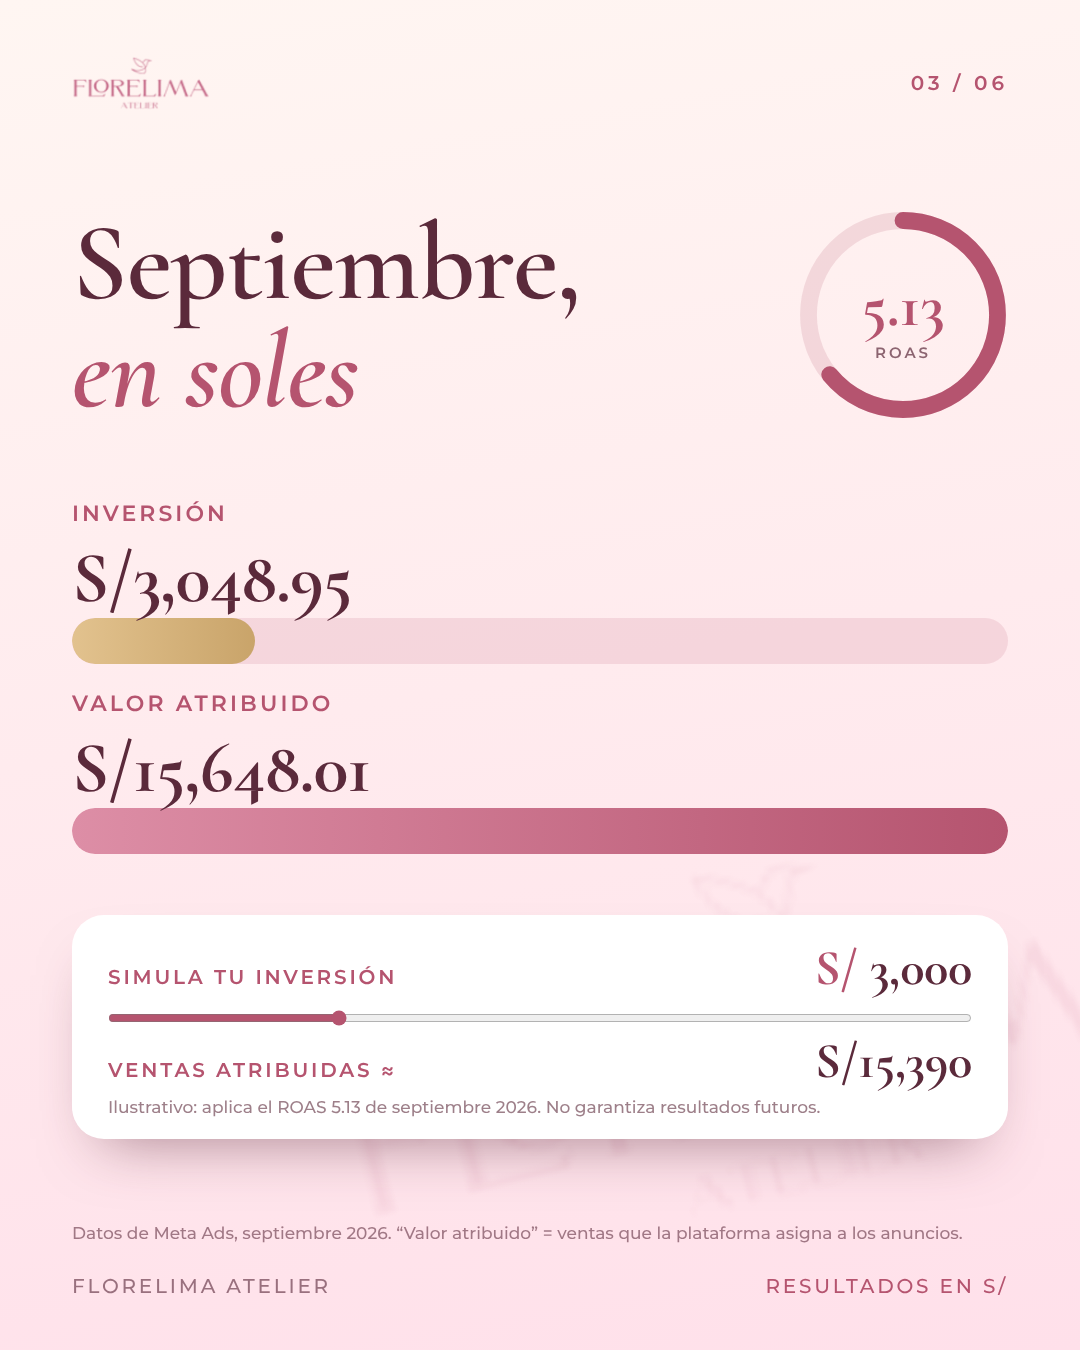 FLORELIMA
ATELIER
03 / 06
Septiembre,
en soles
5.13
ROAS
INVERSIÓN
S/3,048.95
VALOR ATRIBUIDO
S/15,648.01
SIMULA TU INVERSIÓN
S/ 3,000
VENTAS ATRIBUIDAS ≈
S/15,390
Ilustrativo: aplica el ROAS 5.13 de septiembre 2026. No garantiza resultados futuros.
ATELIER
Datos de Meta Ads, septiembre 2026. “Valor atribuido” = ventas que la plataforma asigna a los anuncios.
FLORELIMA ATELIER
RESULTADOS EN S/